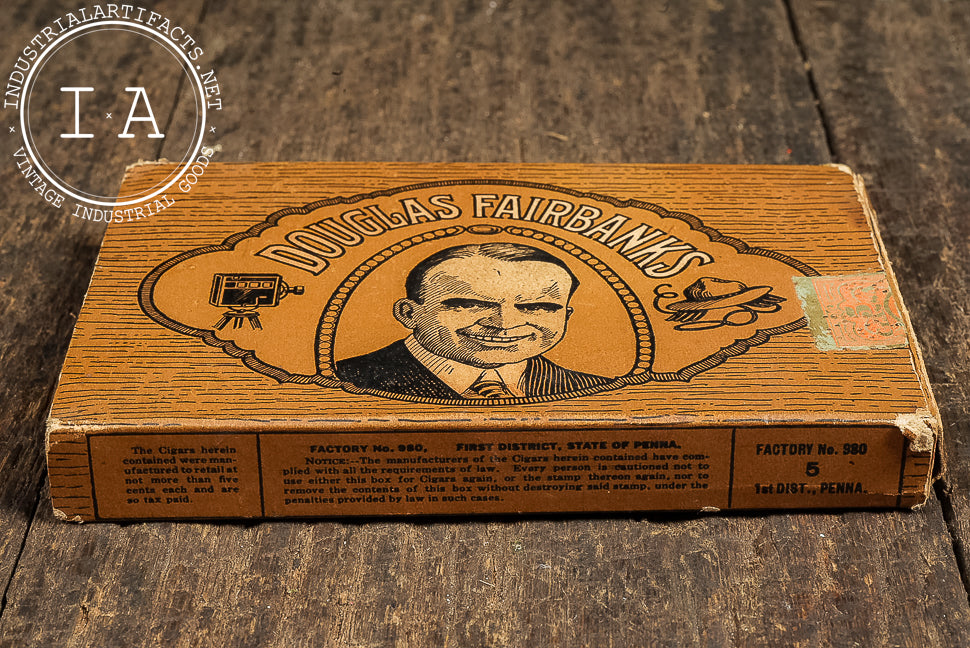 INDUSTRIALARTIFACTS.NET
I · A
VINTAGE INDUSTRIAL GOODS
DOUGLAS FAIRBANKS
The Cigars herein
contained were man-
ufactured to retail at
not more than five
cents each and are
so tax paid.
FACTORY No. 980, FIRST DISTRICT, STATE OF PENNA.
NOTICE:--The manufacturers of the Cigars herein contained have com-
plied with all the requirements of law. Every person is cautioned not to
use either this box for Cigars again, or the stamp thereon again, nor to
remove the contents of this box without destroying said stamp, under the
penalties provided by law in such cases.
FACTORY No. 980
5
1st DIST., PENNA.